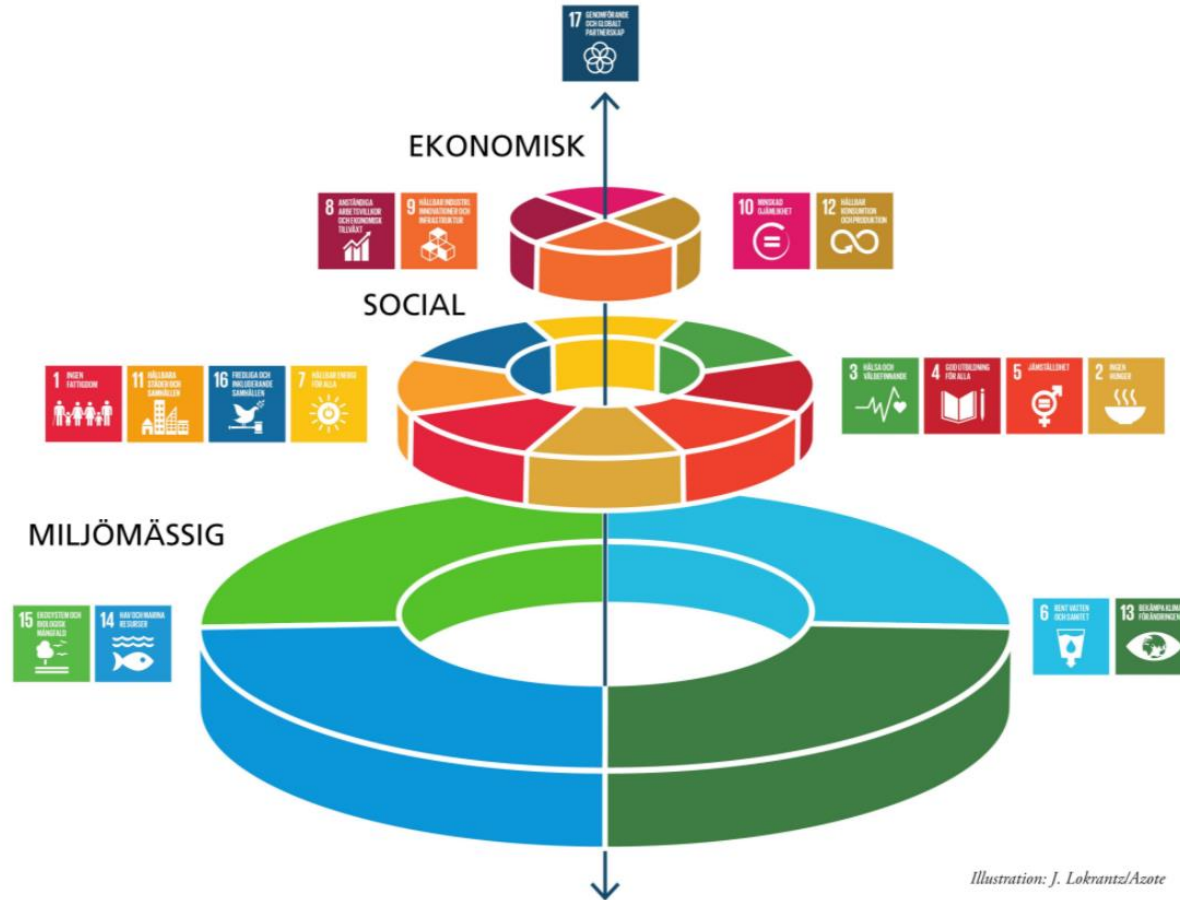 17 GENOMFÖRANDE
OCH GLOBALT
PARTNERSKAP
EKONOMISK
8 ANSTÄNDIGA
ARBETSVILLKOR
OCH EKONOMISK
TILLVÄXT
9 HÅLLBAR INDUSTRI,
INNOVATIONER OCH
INFRASTRUKTUR
10 MINSKAD
OJÄMLIKHET
12 HÅLLBAR
KONSUMTION
OCH PRODUKTION
SOCIAL
1 INGEN
FATTIGDOM
11 HÅLLBARA
STÄDER OCH
SAMHÄLLEN
16 FREDLIGA OCH
INKLUDERANDE
SAMHÄLLEN
7 HÅLLBAR ENERGI
FÖR ALLA
3 HÄLSA OCH
VÄLBEFINNANDE
4 GOD UTBILDNING
FÖR ALLA
5 JÄMSTÄLLDHET
2 INGEN
HUNGER
MILJÖMÄSSIG
15 EKOSYSTEM OCH
BIOLOGISK
MÅNGFALD
14 HAV OCH MARINA
RESURSER
6 RENT VATTEN
OCH SANITET
13 BEKÄMPA KLIMA
FÖRÄNDRINGEN
Illustration: J. Lokrantz/Azote